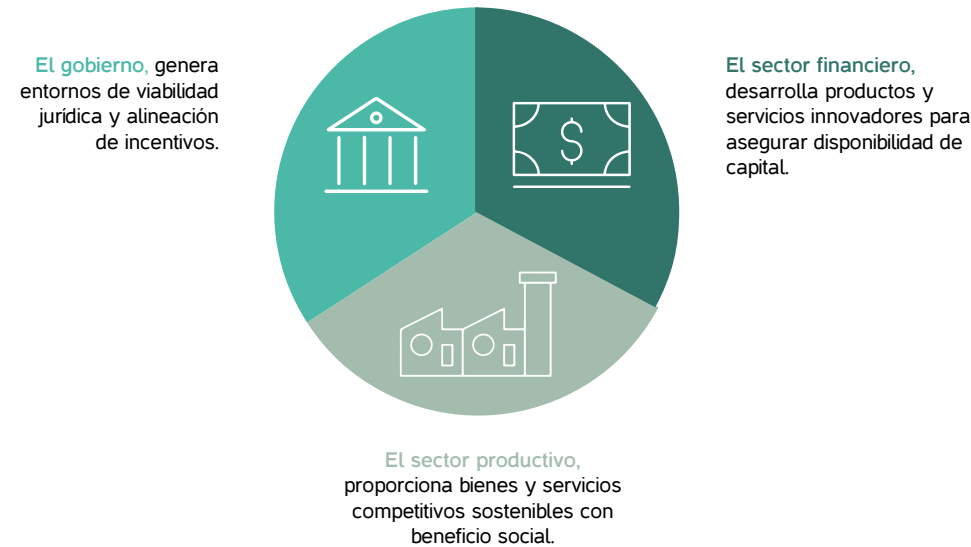 El gobierno, genera
entornos de viabilidad
jurídica y alineación
de incentivos.
El sector financiero,
desarrolla productos y
servicios innovadores para
asegurar disponibilidad de
capital.
$
El sector productivo,
proporciona bienes y servicios
competitivos sostenibles con
beneficio social.